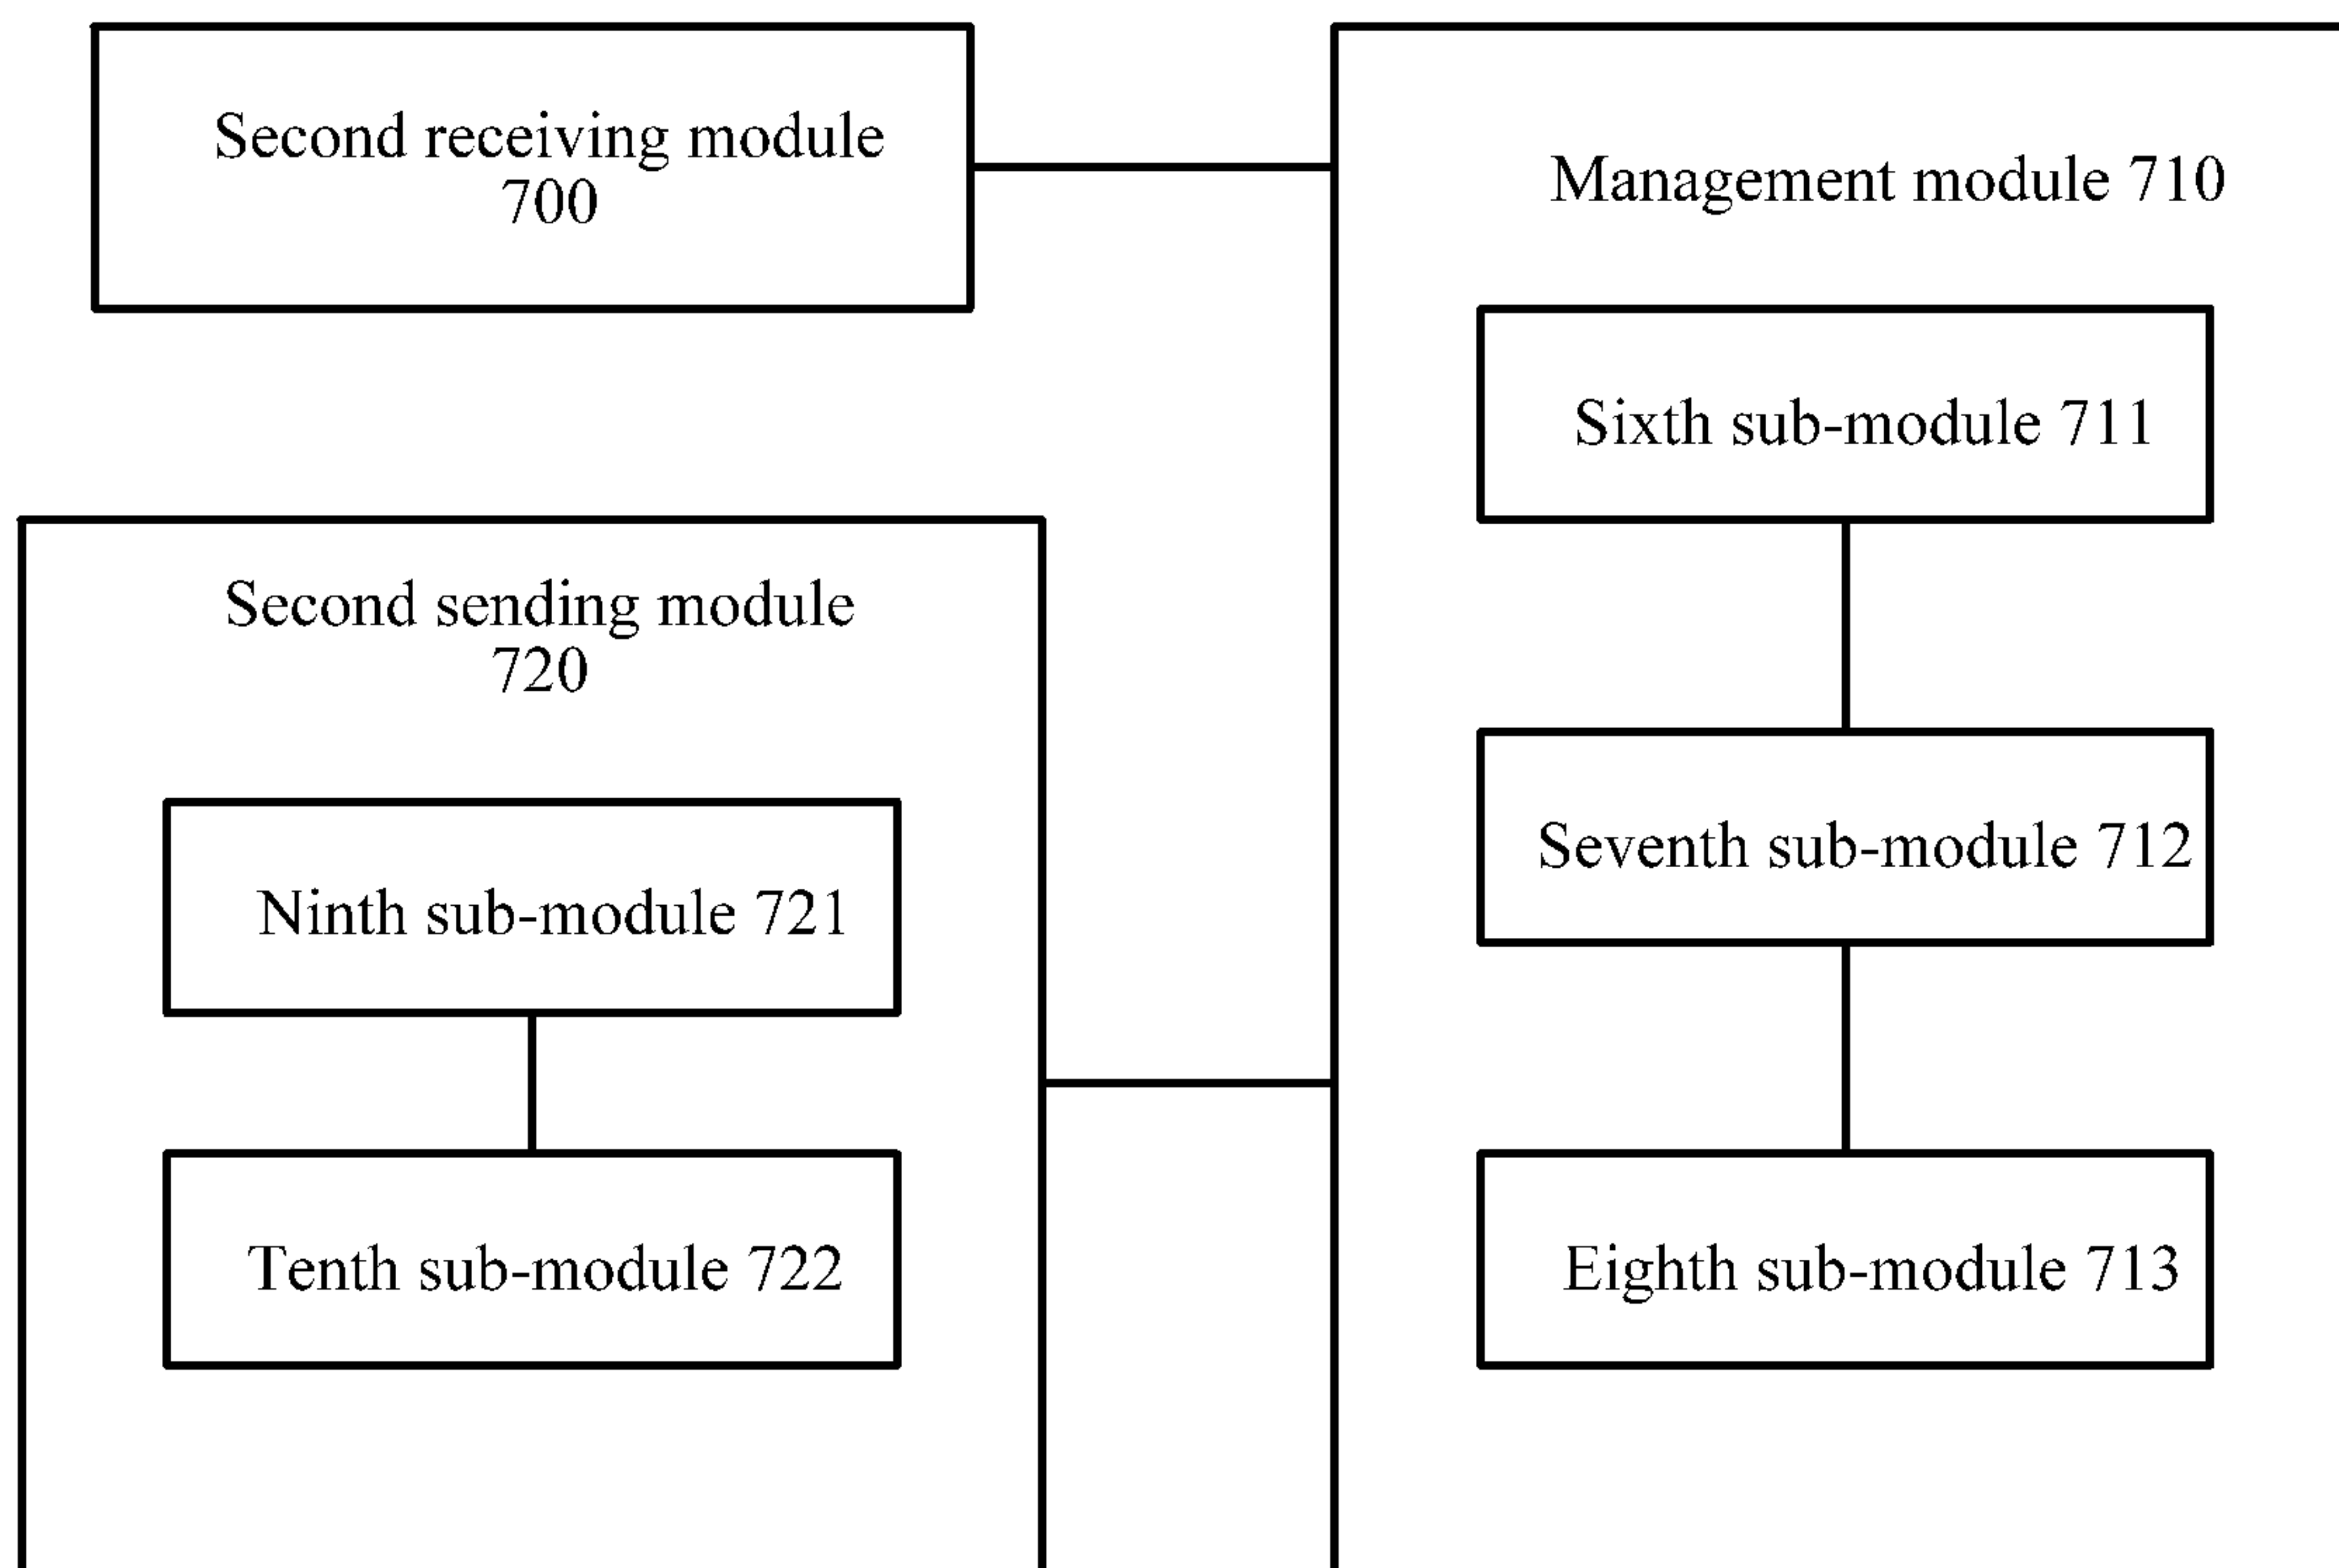 Second receiving module
700
Management module 710
Sixth sub-module 711
Second sending module
720
Seventh sub-module 712
Ninth sub-module 721
Tenth sub-module 722
Eighth sub-module 713